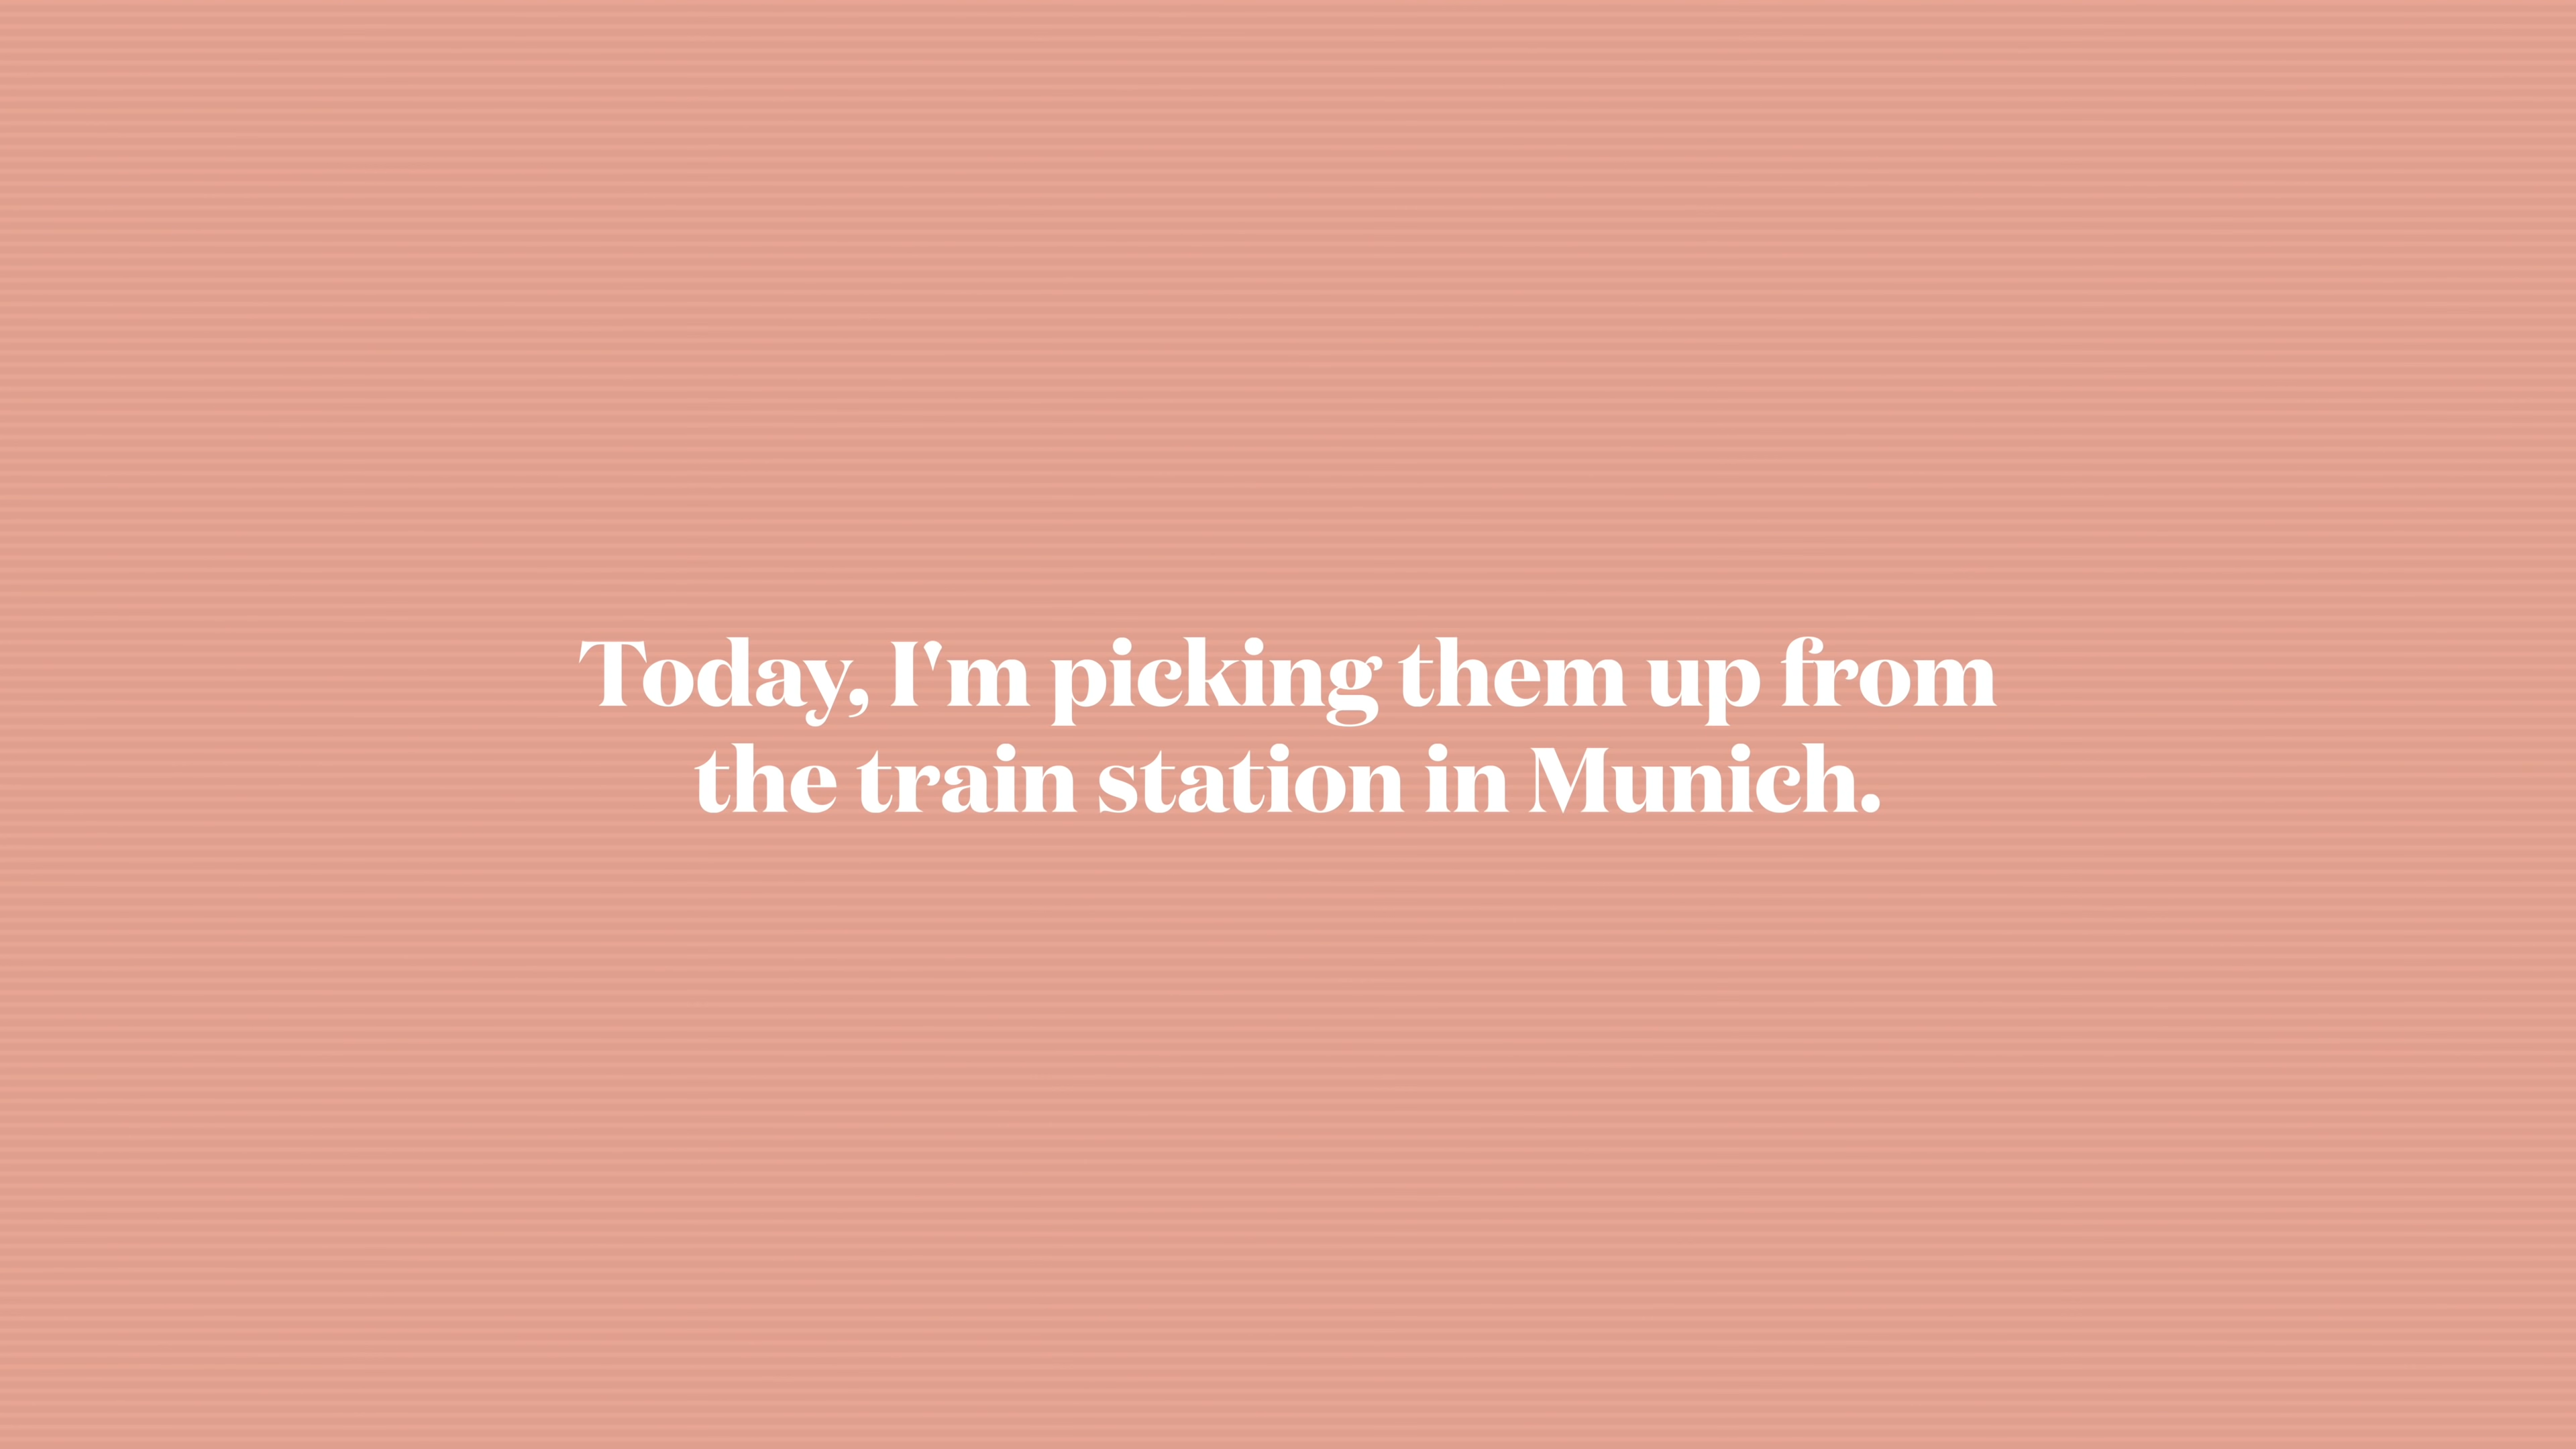 Today, I'm picking them up from
the train station in Munich.